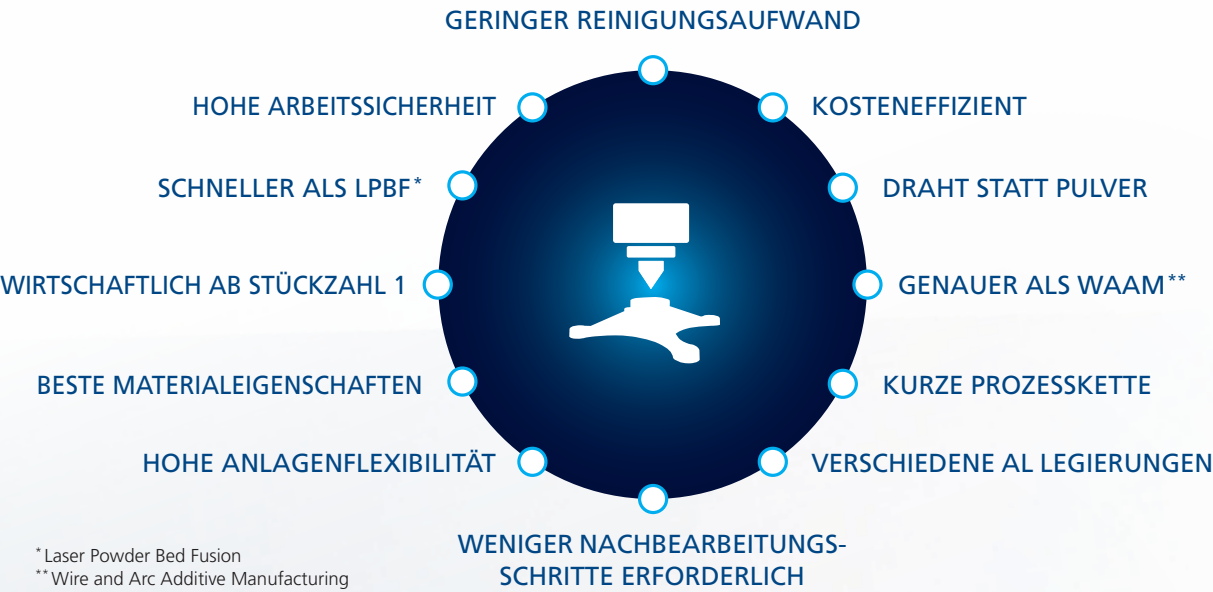 GERINGER REINIGUNGSAUFWAND
HOHE ARBEITSSICHERHEIT
KOSTENEFFIZIENT
SCHNELLER ALS LPBF*
DRAHT STATT PULVER
WIRTSCHAFTLICH AB STÜCKZAHL 1
GENAUER ALS WAAM**
BESTE MATERIALEIGENSCHAFTEN
KURZE PROZESSKETTE
HOHE ANLAGENFLEXIBILITÄT
VERSCHIEDENE AL LEGIERUNGEN
WENIGER NACHBEARBEITUNGS-
SCHRITTE ERFORDERLICH
* Laser Powder Bed Fusion
** Wire and Arc Additive Manufacturing